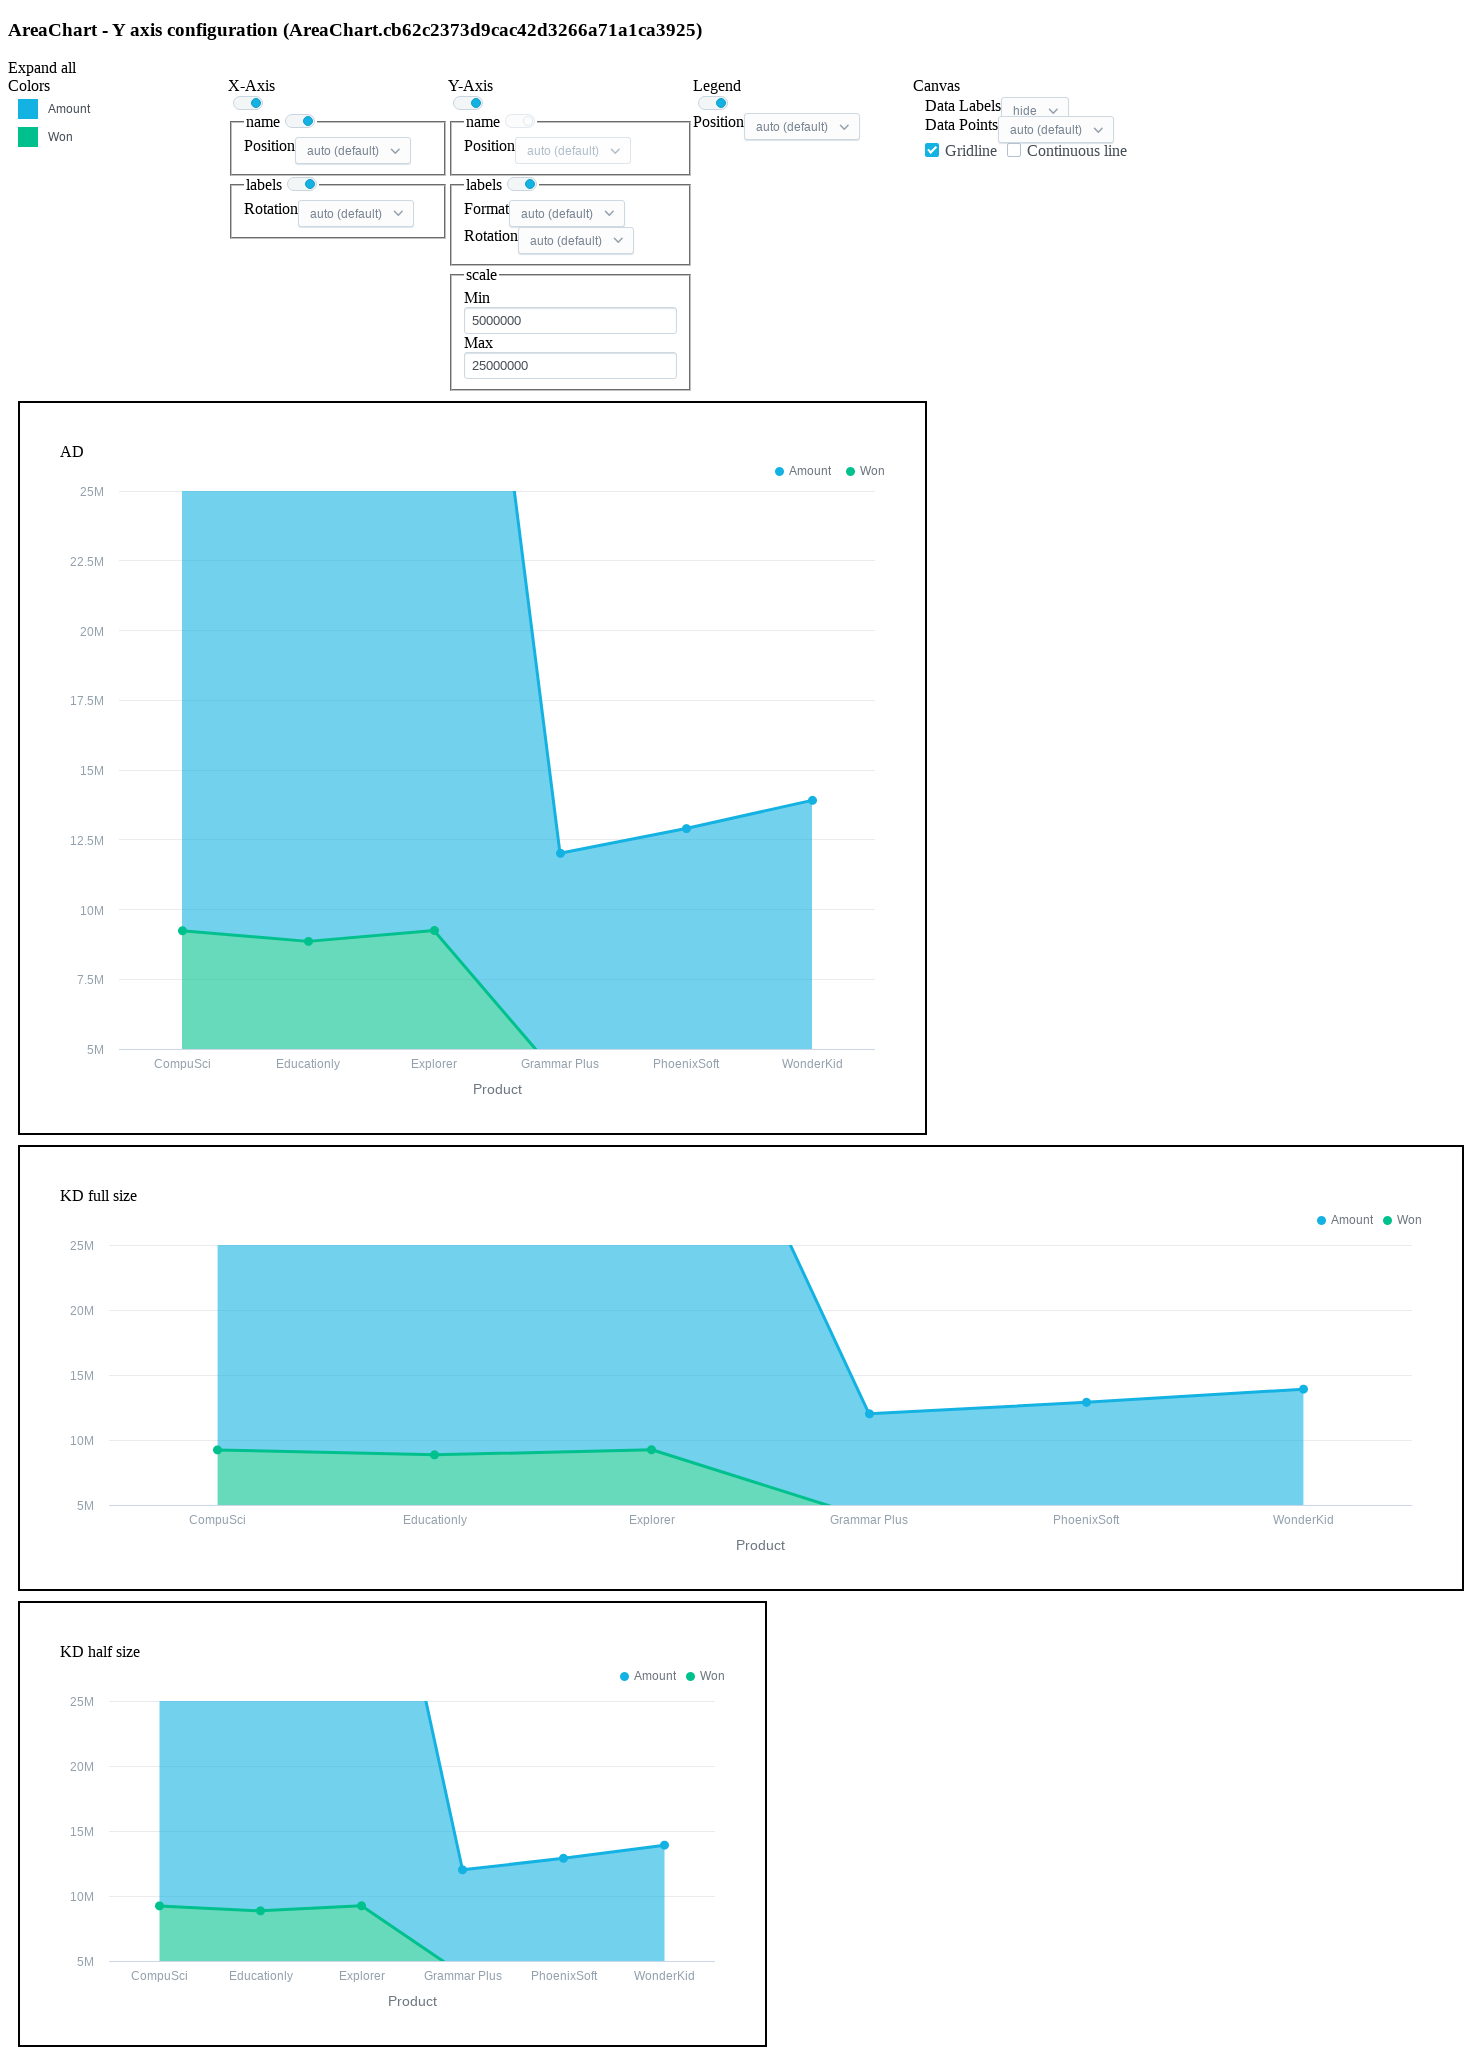 AreaChart - Y axis configuration (AreaChart.cb62c2373d9cac42d3266a71a1ca3925)
Expand all
Colors
Amount
Won
X-Axis
name
Position auto (default)
labels
Rotation auto (default)
Y-Axis
name
Position auto (default)
labels
Format auto (default)
Rotation auto (default)
scale
Min
5000000
Max
25000000
Legend
Position auto (default)
Canvas
Data Labels hide
Data Points auto (default)
Gridline Continuous line
AD
Amount Won
25M
22.5M
20M
17.5M
15M
12.5M
10M
7.5M
5M
CompuSci Educationly Explorer Grammar Plus PhoenixSoft WonderKid
Product
KD full size
Amount Won
25M
20M
15M
10M
5M
CompuSci Educationly Explorer Grammar Plus PhoenixSoft WonderKid
Product
KD half size
Amount Won
25M
20M
15M
10M
5M
CompuSci Educationly Explorer Grammar Plus PhoenixSoft WonderKid
Product